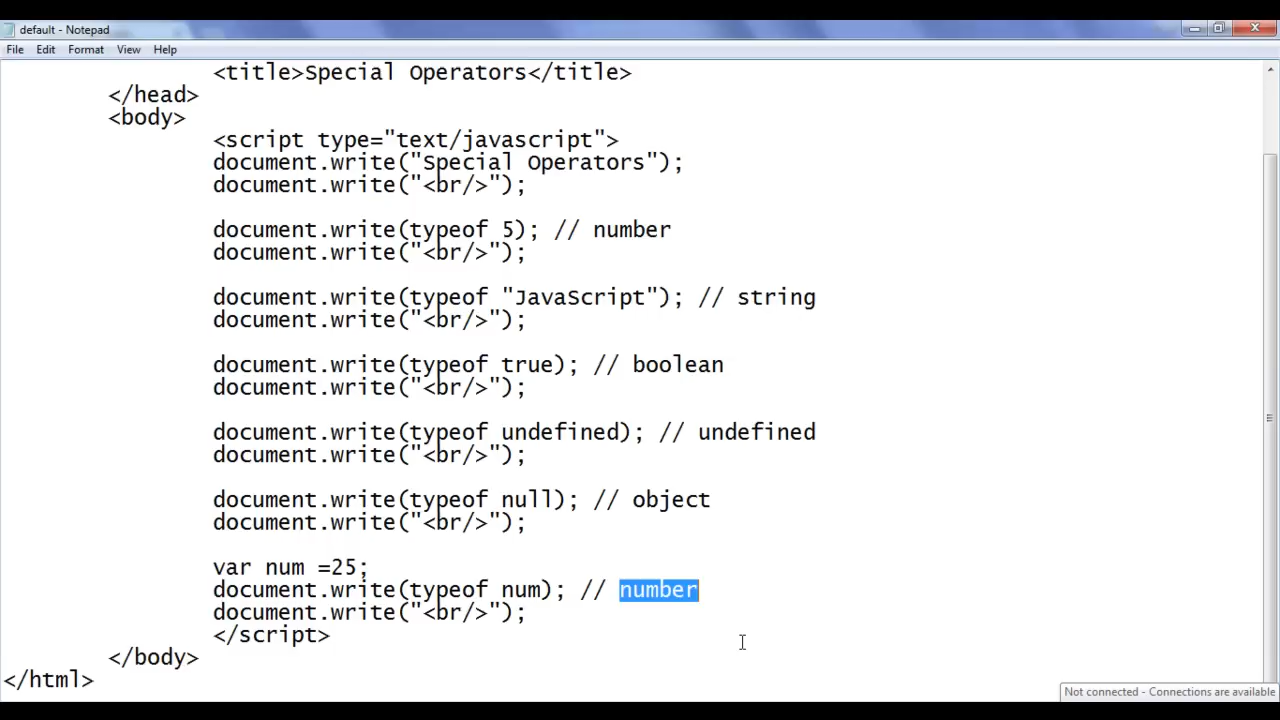 default - Notepad
File Edit Format View Help
<title>Special Operators</title>
</head>
<body>
<script type="text/javascript">
document.write("Special Operators");
document.write("<br/>");
document.write(typeof 5); // number
document.write("<br/>");
document.write(typeof "JavaScript"); // string
document.write("<br/>");
document.write(typeof true); // boolean
document.write("<br/>");
document.write(typeof undefined); // undefined
document.write("<br/>");
document.write(typeof null); // object
document.write("<br/>");
var num =25;
document.write(typeof num); // number
document.write("<br/>");
</script>
</body>
</html>
Not connected - Connections are available